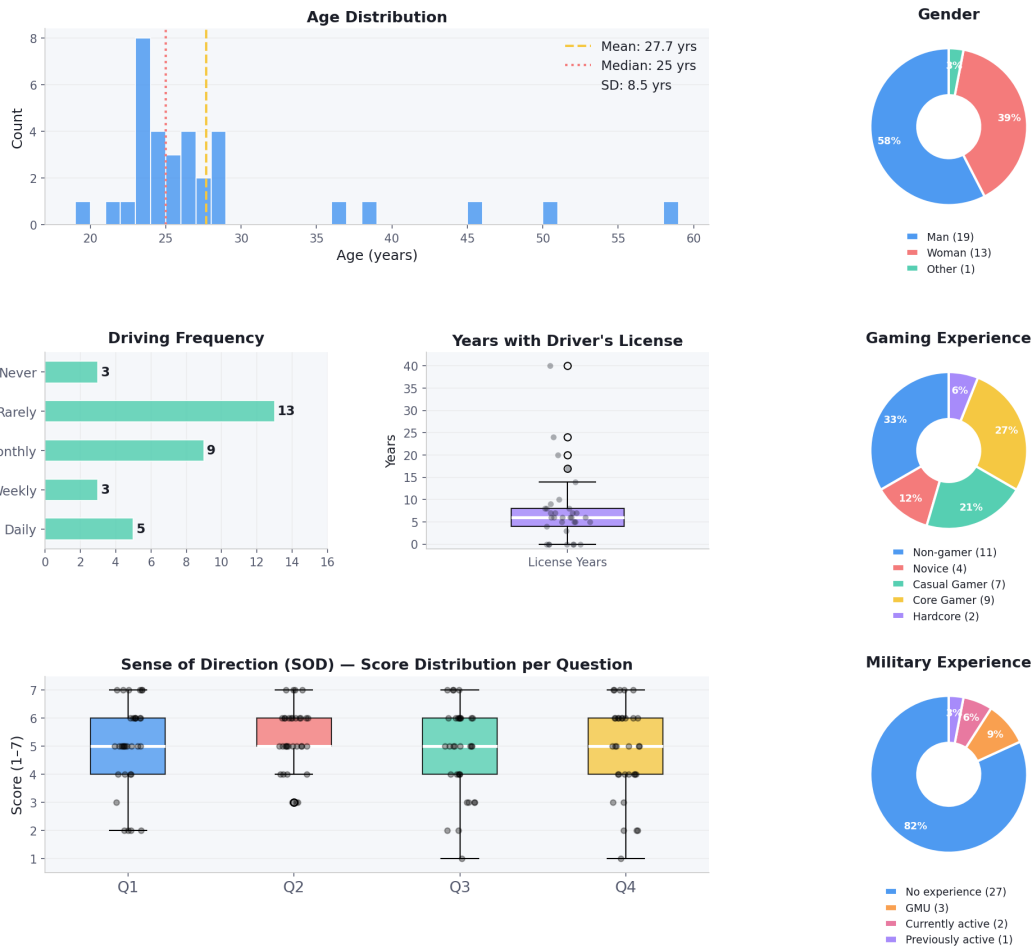 Age Distribution
8
6
4
2
0
Count
Mean: 27.7 yrs
Median: 25 yrs
SD: 8.5 yrs
20 25 30 35 40 45 50 55 60
Age (years)
Gender
3%
39%
58%
Man (19)
Woman (13)
Other (1)
Driving Frequency
Never 3
Rarely 13
onthly 9
Weekly 3
Daily 5
0 2 4 6 8 10 12 14 16
Years with Driver's License
40
35
30
25
20
15
10
5
0
Years
License Years
Gaming Experience
6%
33%
27%
12%
21%
Non-gamer (11)
Novice (4)
Casual Gamer (7)
Core Gamer (9)
Hardcore (2)
Sense of Direction (SOD) — Score Distribution per Question
7
6
5
4
3
2
1
Score (1–7)
Q1 Q2 Q3 Q4
Military Experience
3%
6%
9%
82%
No experience (27)
GMU (3)
Currently active (2)
Previously active (1)